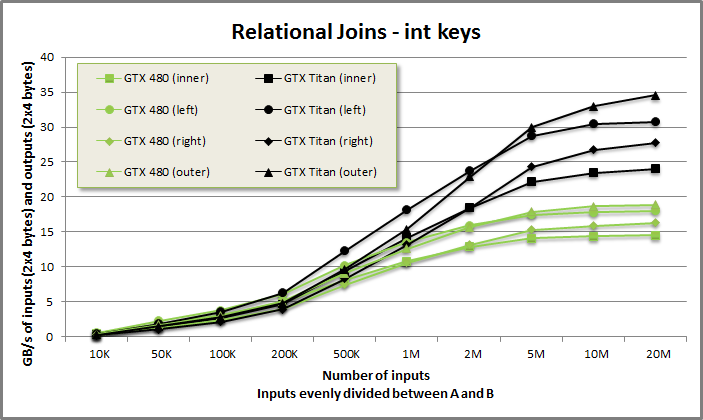 Relational Joins - int keys
GB/s of inputs (2x4 bytes) and outputs (2x4 bytes)
40
35
30
25
20
15
10
5
0
GTX 480 (inner)
GTX Titan (inner)
GTX 480 (left)
GTX Titan (left)
GTX 480 (right)
GTX Titan (right)
GTX 480 (outer)
GTX Titan (outer)
10K 50K 100K 200K 500K 1M 2M 5M 10M 20M
Number of inputs
Inputs evenly divided between A and B